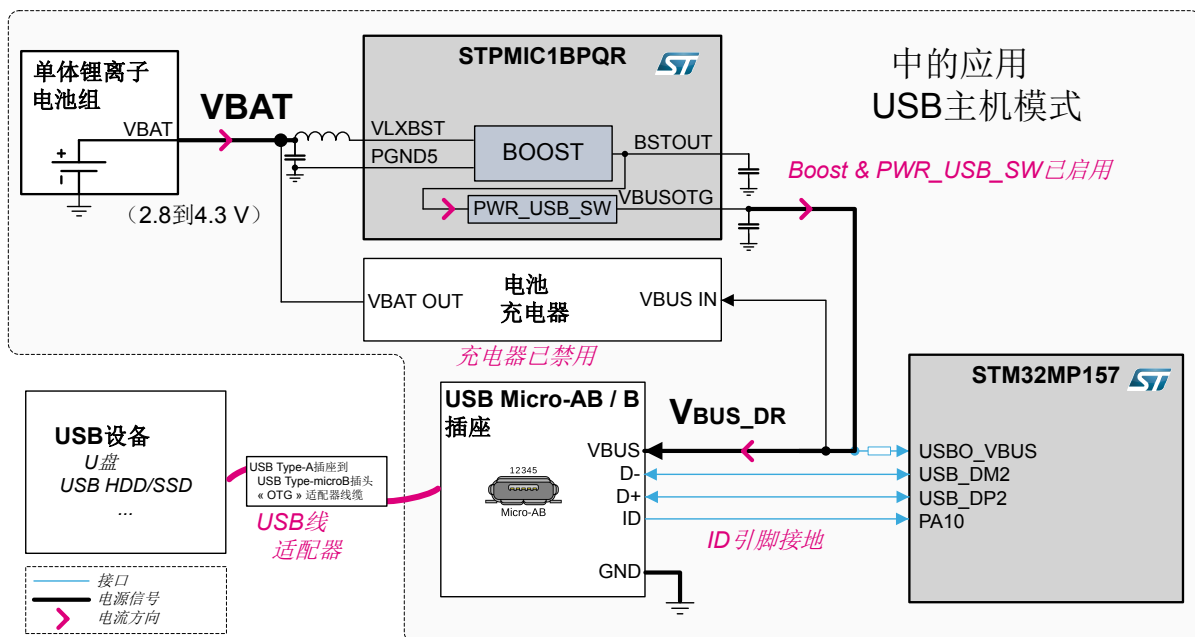 单体锂离子
电池组
VBAT
+
-
(2.8到4.3 V)
VBAT
STPMIC1BPQR
ST
VLXBST
PGND5
BOOST
BSTOUT
PWR_USB_SW
VBUSOTG
中的应用
USB主机模式
Boost & PWR_USB_SW已启用
VBAT OUT
电池
充电器
VBUS IN
充电器已禁用
USB设备
U盘
USB HDD/SSD
...
USB Type-A插座到
USB Type-microB插头
« OTG » 适配器线缆
USB线
适配器
USB Micro-AB / B
插座
12345
Micro-AB
VBUS
D-
D+
ID
GND
VBUS_DR
ID引脚接地
STM32MP157
ST
USBO_VBUS
USB_DM2
USB_DP2
PA10
接口
电源信号
电流方向